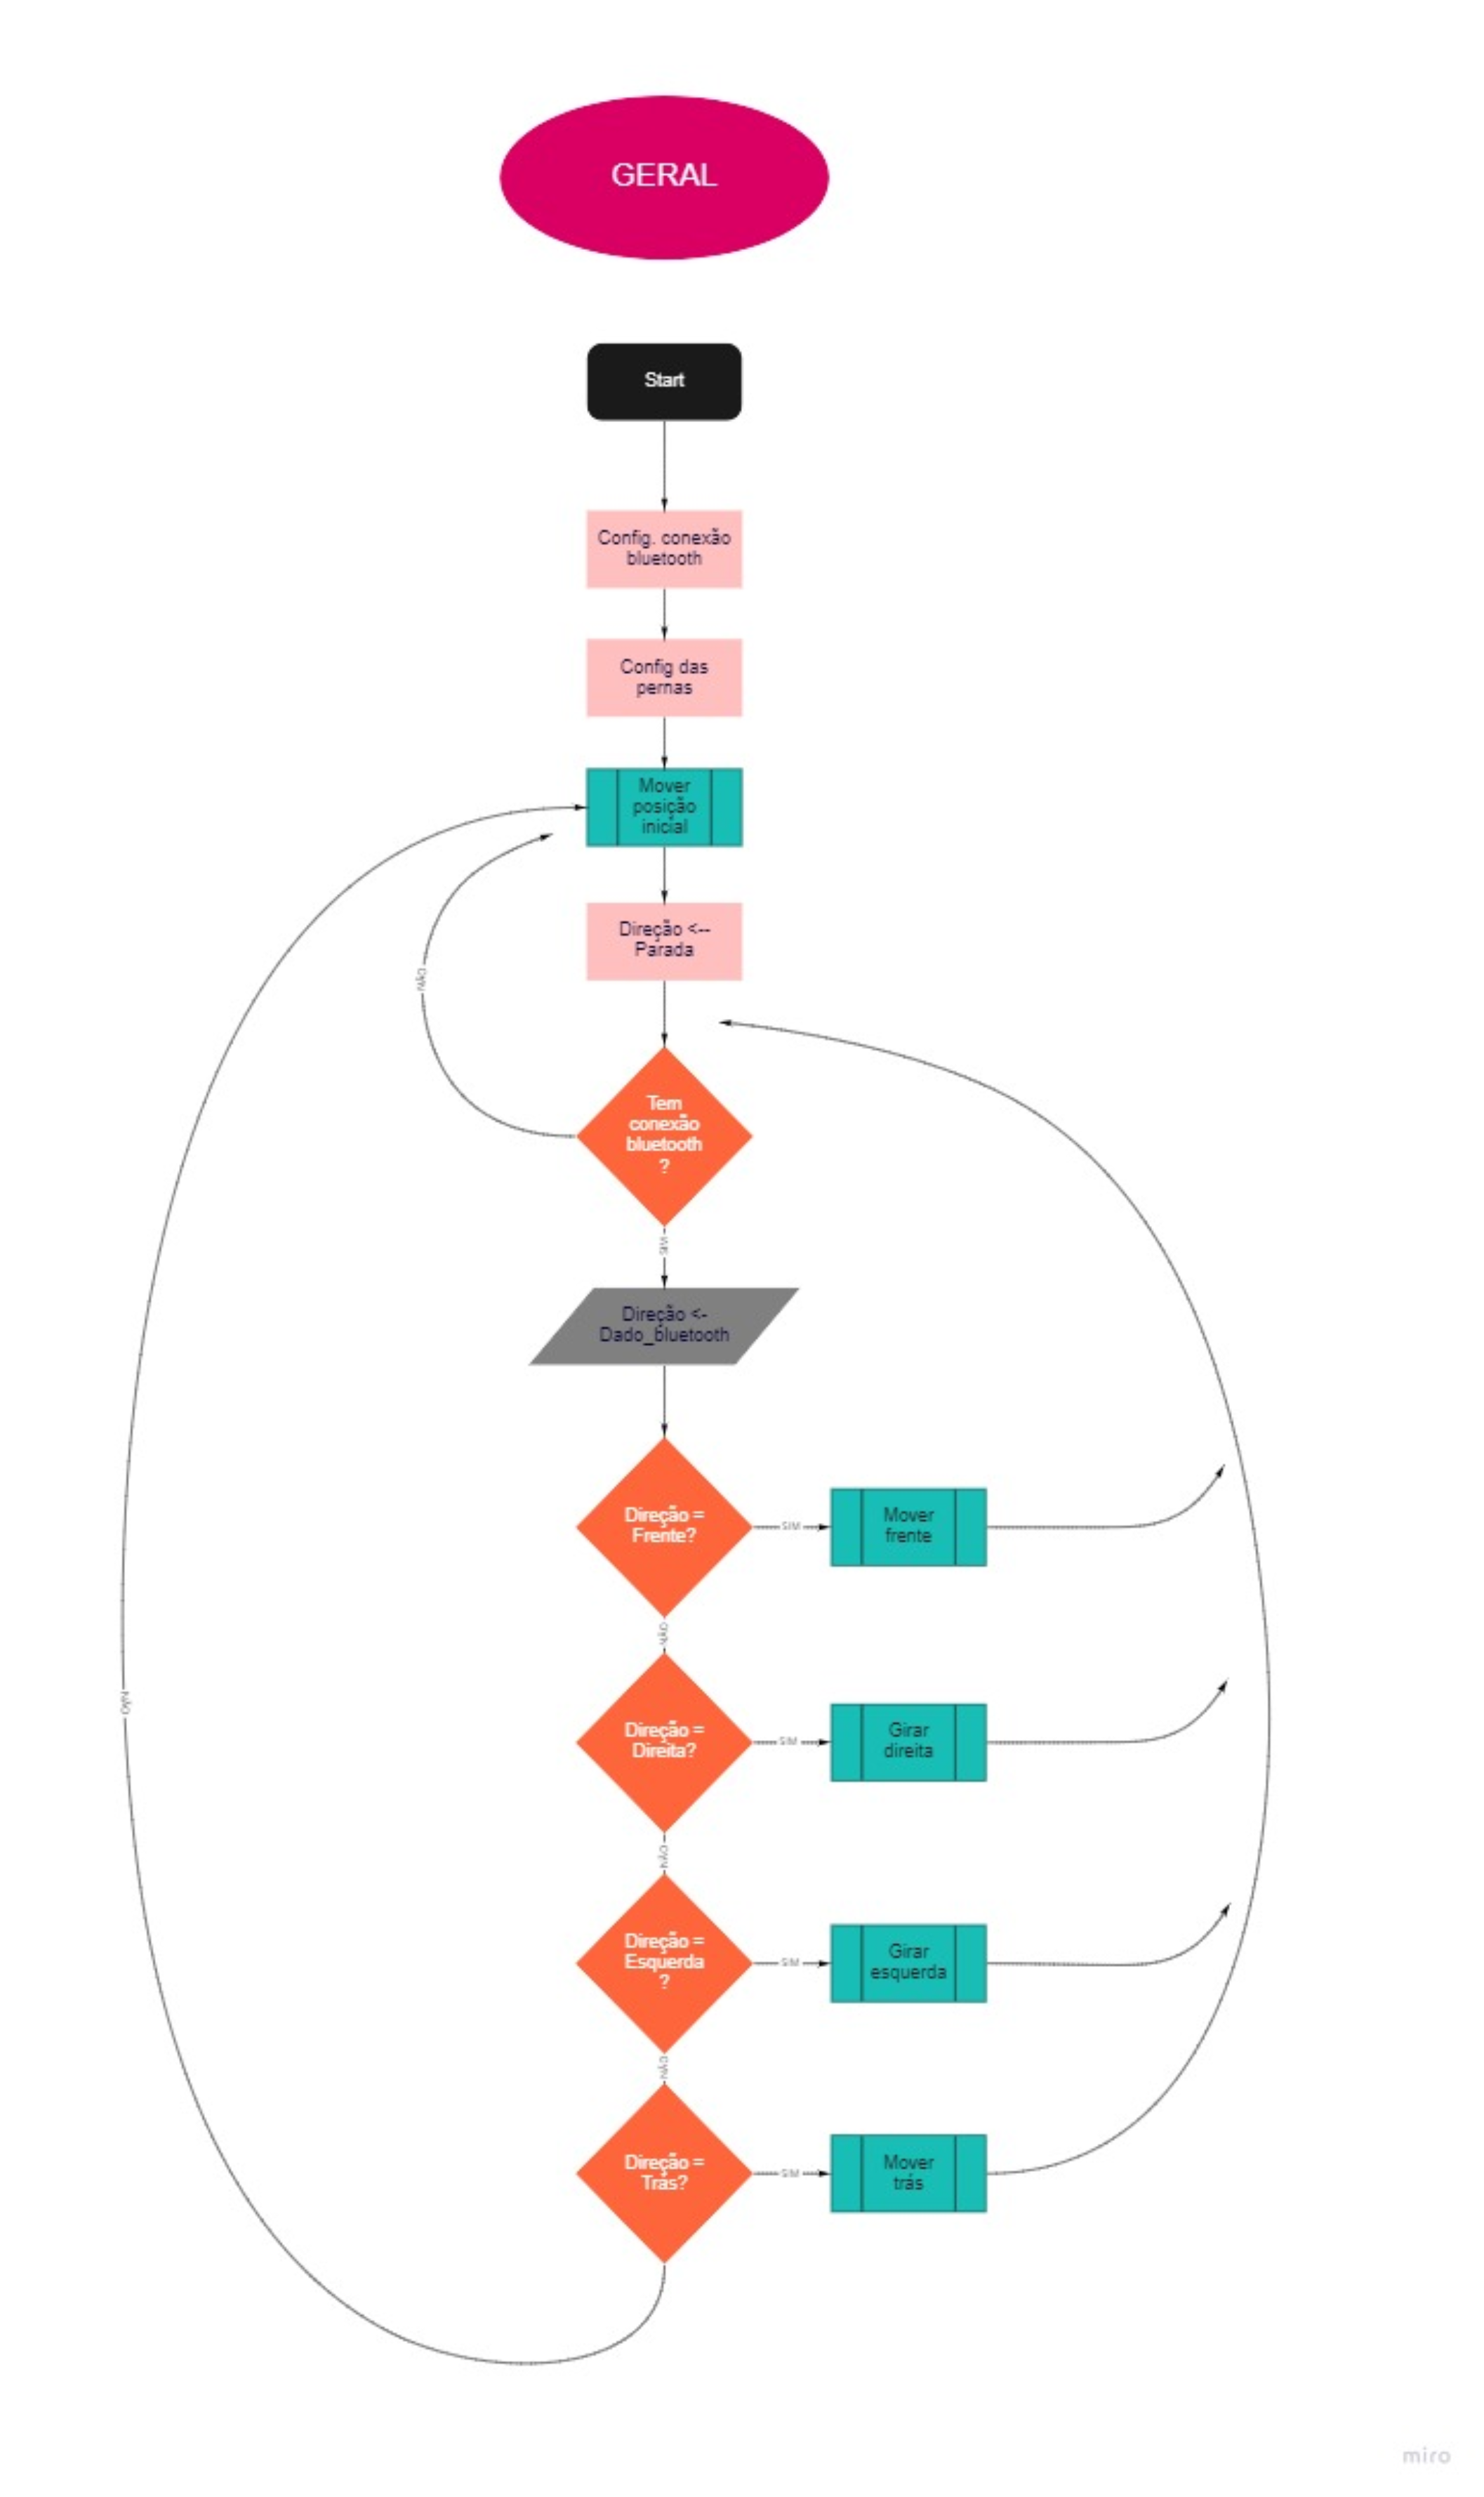 GERAL
Start
Config. conexão
bluetooth
Config das
pernas
Mover
posição
inicial
Direção <--
Parada
NÃO
Tem
conexão
bluetooth
?
SIM
Direção <-
Dado_bluetooth
Direção =
Frente?
SIM
Mover
frente
NÃO
Direção =
Direita?
SIM
Girar
direita
NÃO
NÃO
Direção =
Esquerda
?
SIM
Girar
esquerda
NÃO
Direção =
Trás?
SIM
Mover
trás
miro